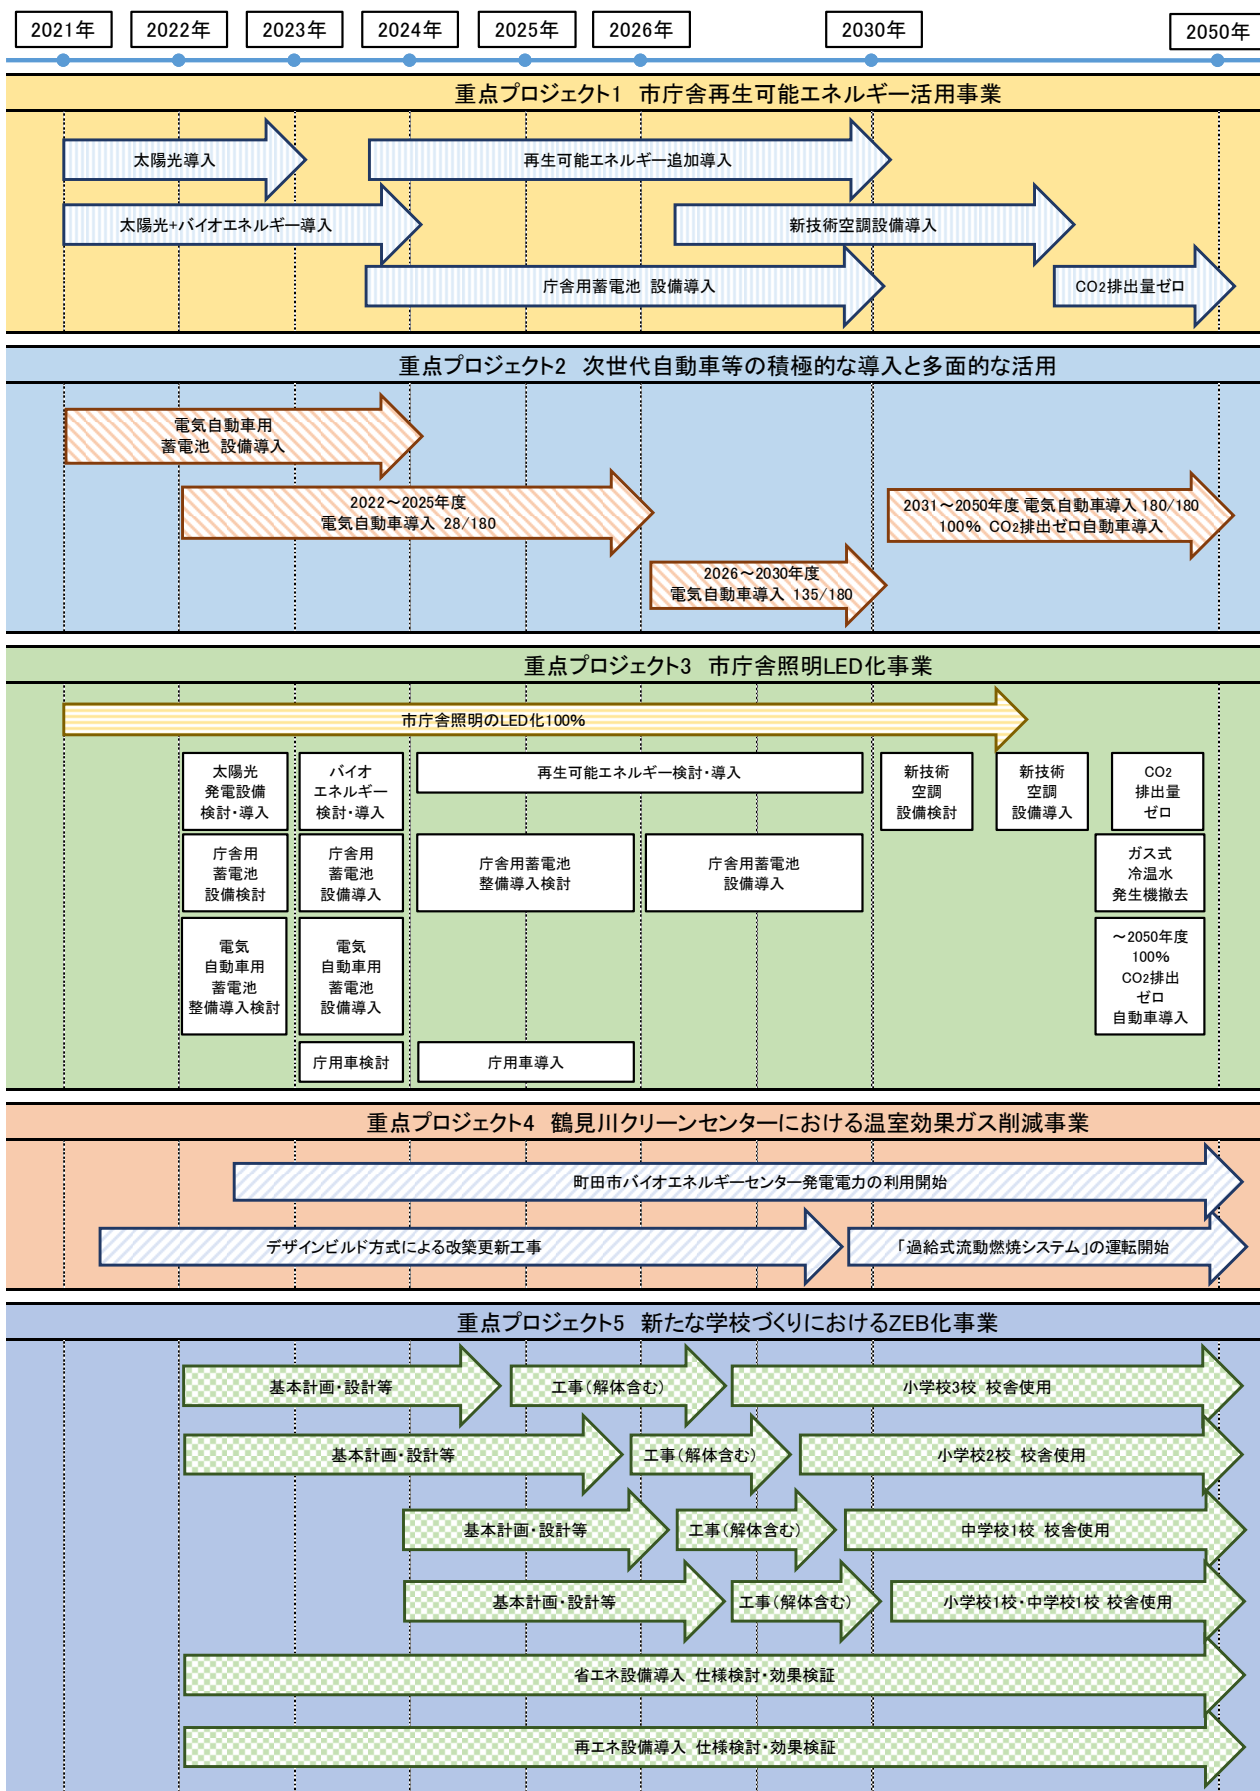 2021年
2022年
2023年
2024年
2025年
2026年
2030年
2050年
重点プロジェクト1 市庁舎再生可能エネルギー活用事業
太陽光導入
再生可能エネルギー追加導入
太陽光+バイオエネルギー導入
新技術空調設備導入
庁舎用蓄電池 設備導入
CO2排出量ゼロ
重点プロジェクト2 次世代自動車等の積極的な導入と多面的な活用
電気自動車用
蓄電池 設備導入
2022～2025年度
電気自動車導入 28/180
2031～2050年度 電気自動車導入 180/180
100% CO2排出ゼロ自動車導入
2026～2030年度
電気自動車導入 135/180
重点プロジェクト3 市庁舎照明LED化事業
市庁舎照明のLED化100%
太陽光
発電設備
検討・導入
バイオ
エネルギー
検討・導入
再生可能エネルギー検討・導入
新技術
空調
設備検討
新技術
空調
設備導入
CO2
排出量
ゼロ
庁舎用
蓄電池
設備検討
庁舎用
蓄電池
設備導入
庁舎用蓄電池
整備導入検討
庁舎用蓄電池
設備導入
ガス式
冷温水
発生機撤去
電気
自動車用
蓄電池
整備導入検討
電気
自動車用
蓄電池
設備導入
～2050年度
100%
CO2排出
ゼロ
自動車導入
庁用車検討
庁用車導入
重点プロジェクト4 鶴見川クリーンセンターにおける温室効果ガス削減事業
町田市バイオエネルギーセンター発電電力の利用開始
デザインビルド方式による改築更新工事
「過給式流動燃焼システム」の運転開始
重点プロジェクト5 新たな学校づくりにおけるZEB化事業
基本計画・設計等
工事(解体含む)
小学校3校 校舎使用
基本計画・設計等
工事(解体含む)
小学校2校 校舎使用
基本計画・設計等
工事(解体含む)
中学校1校 校舎使用
基本計画・設計等
工事(解体含む)
小学校1校・中学校1校 校舎使用
省エネ設備導入 仕様検討・効果検証
再エネ設備導入 仕様検討・効果検証